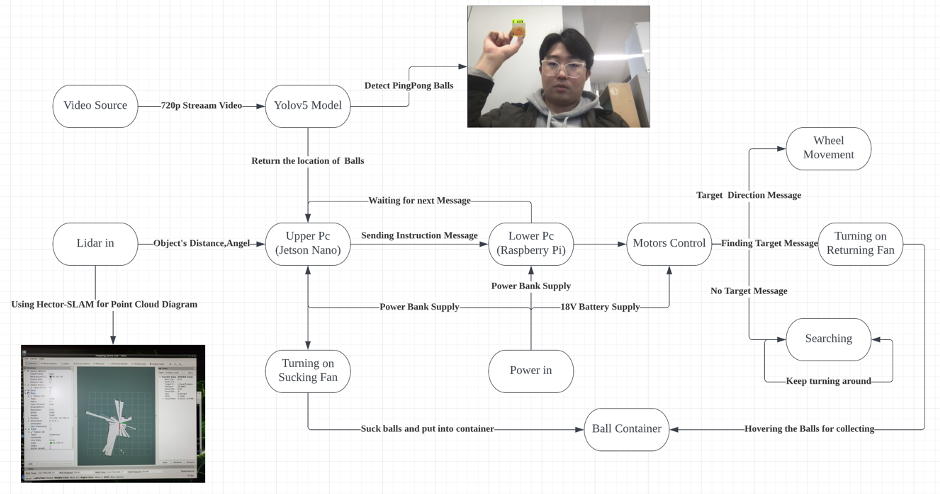 Detect PingPong Balls
Video Source
720p Streaam Video
Yolov5 Model
Wheel
Movement
Return the location of Balls
Target Direction Message
Waiting for next Message
Lidar in
Object's Distance,Angel
Upper Pc
(Jetson Nano)
Sending Instruction Message
Lower Pc
(Raspberry Pi)
Motors Control
Finding Target Message
Turning on
Returning Fan
Power Bank Supply
No Target Message
Using Hector-SLAM for Point Cloud Diagram
Power Bank Supply
18V Battery Supply
Searching
Turning on
Sucking Fan
Power in
Keep turning around
Suck balls and put into container
Ball Container
Hovering the Balls for collecting